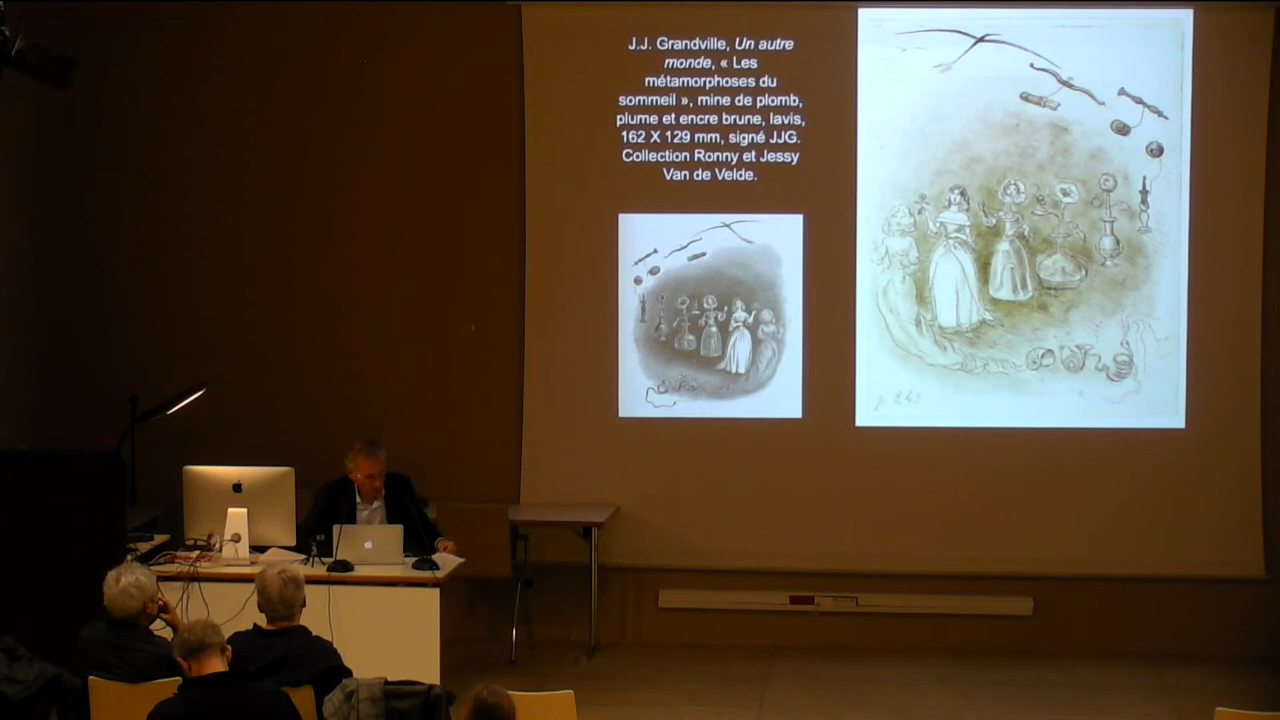 J.J. Grandville, Un autre
monde, « Les
métamorphoses du
sommeil », mine de plomb,
plume et encre brune, lavis,
162 X 129 mm, signé JJG.
Collection Ronny et Jessy
Van de Velde.
p. 243